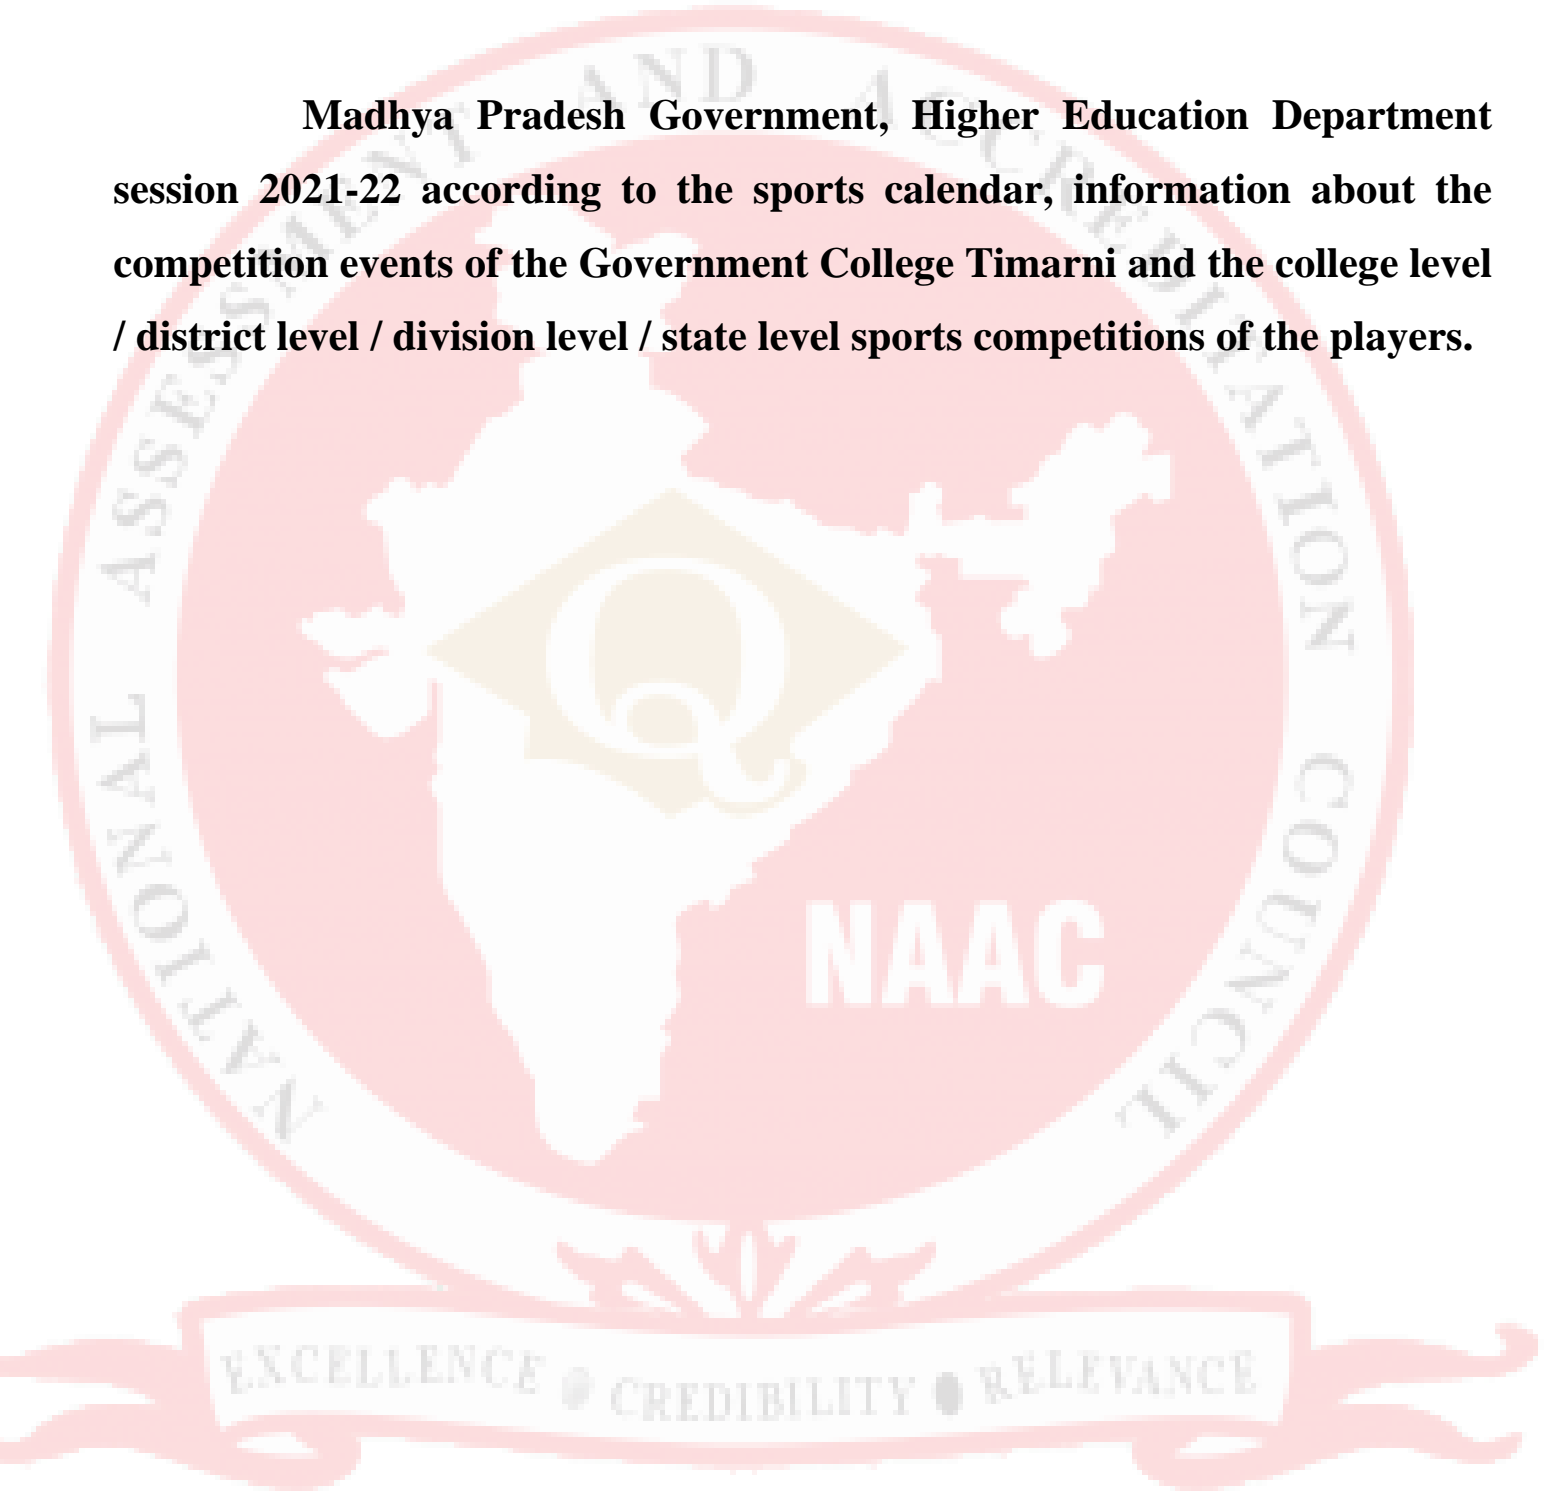 Madhya Pradesh Government, Higher Education Department
session 2021-22 according to the sports calendar, information about the
competition events of the Government College Timarni and the college level
/ district level / division level / state level sports competitions of the players.
NATIONAL ASSESSMENT AND ACCREDITATION COUNCIL
Q
NAAC
EXCELLENCE ● CREDIBILITY ● RELEVANCE